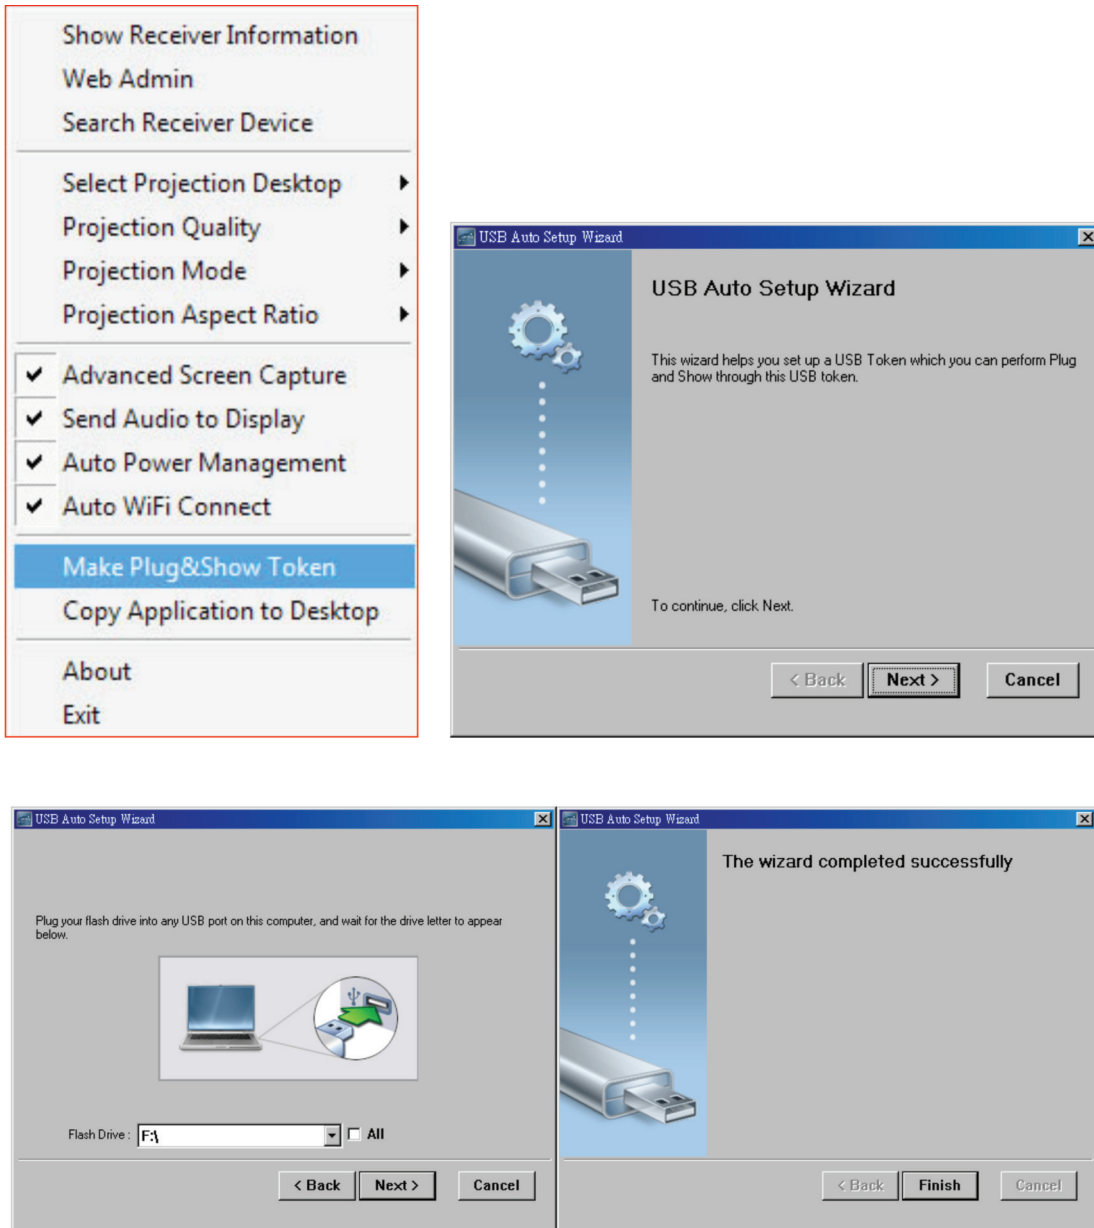 Show Receiver Information
Web Admin
Search Receiver Device
Select Projection Desktop
Projection Quality
Projection Mode
Projection Aspect Ratio
Advanced Screen Capture
Send Audio to Display
Auto Power Management
Auto WiFi Connect
Make Plug&Show Token
Copy Application to Desktop
About
Exit
USB Auto Setup Wizard
USB Auto Setup Wizard
This wizard helps you set up a USB Token which you can perform Plug
and Show through this USB token.
To continue, click Next.
< Back
Next >
Cancel
USB Auto Setup Wizard
Plug your flash drive into any USB port on this computer, and wait for the drive letter to appear
below.
Flash Drive : F:\
All
< Back
Next >
Cancel
USB Auto Setup Wizard
The wizard completed successfully
< Back
Finish
Cancel